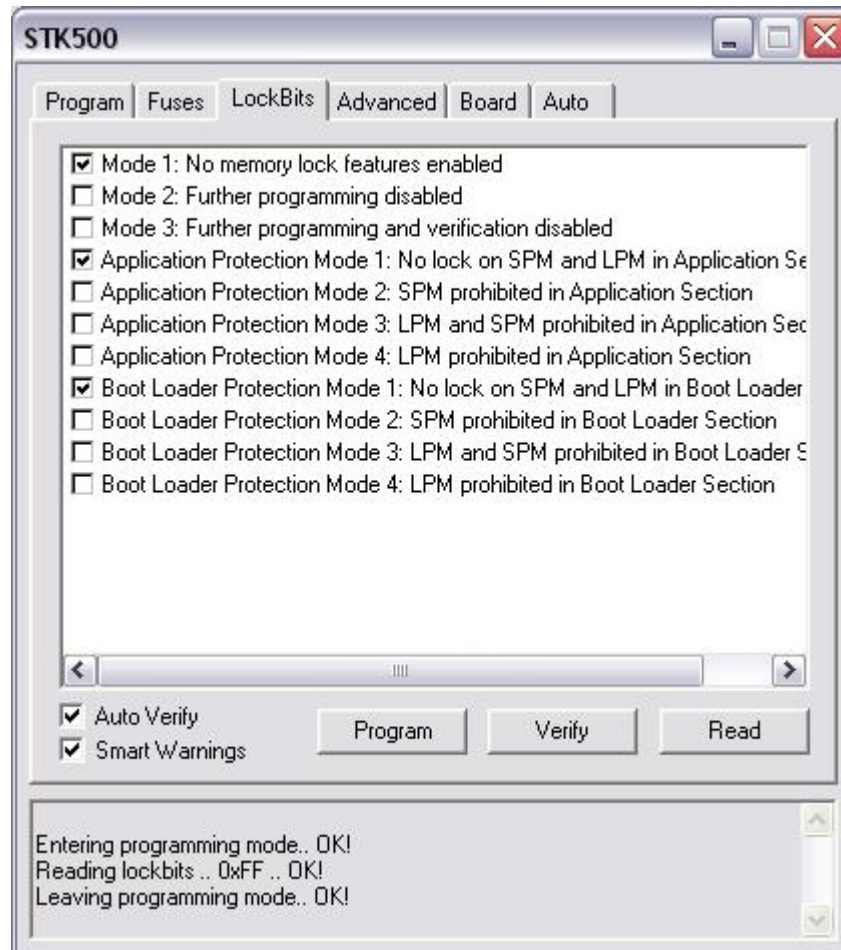 STK500
Program Fuses LockBits Advanced Board Auto
Mode 1: No memory lock features enabled
Mode 2: Further programming disabled
Mode 3: Further programming and verification disabled
Application Protection Mode 1: No lock on SPM and LPM in Application Se
Application Protection Mode 2: SPM prohibited in Application Section
Application Protection Mode 3: LPM and SPM prohibited in Application Sec
Application Protection Mode 4: LPM prohibited in Application Section
Boot Loader Protection Mode 1: No lock on SPM and LPM in Boot Loader
Boot Loader Protection Mode 2: SPM prohibited in Boot Loader Section
Boot Loader Protection Mode 3: LPM and SPM prohibited in Boot Loader S
Boot Loader Protection Mode 4: LPM prohibited in Boot Loader Section
Auto Verify
Smart Warnings
Program Verify Read
Entering programming mode.. OK!
Reading lockbits .. 0xFF .. OK!
Leaving programming mode.. OK!